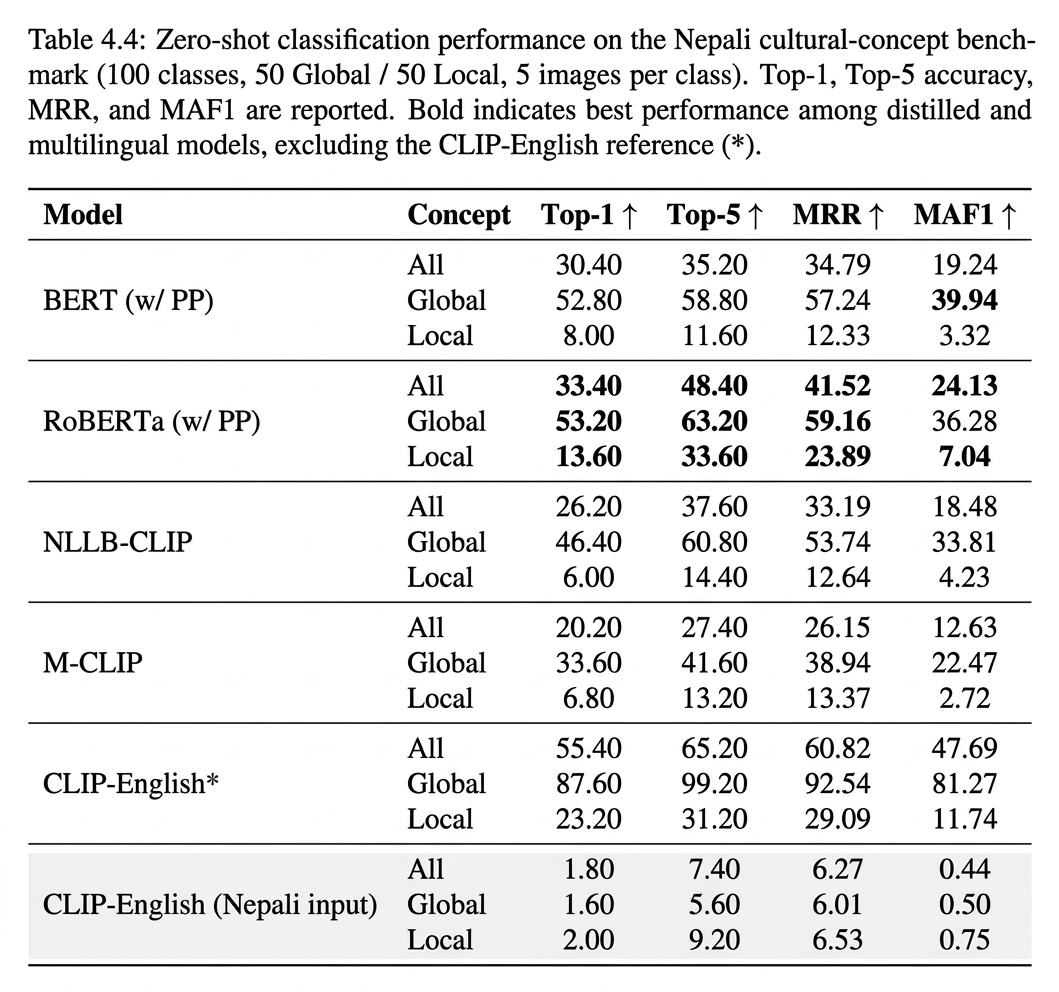 Table 4.4: Zero-shot classification performance on the Nepali cultural-concept bench-
mark (100 classes, 50 Global / 50 Local, 5 images per class). Top-1, Top-5 accuracy,
MRR, and MAF1 are reported. Bold indicates best performance among distilled and
multilingual models, excluding the CLIP-English reference (*).
Model Concept Top-1 ↑ Top-5 ↑ MRR ↑ MAF1 ↑
All 30.40 35.20 34.79 19.24
BERT (w/ PP) Global 52.80 58.80 57.24 39.94
Local 8.00 11.60 12.33 3.32
All 33.40 48.40 41.52 24.13
RoBERTa (w/ PP) Global 53.20 63.20 59.16 36.28
Local 13.60 33.60 23.89 7.04
All 26.20 37.60 33.19 18.48
NLLB-CLIP Global 46.40 60.80 53.74 33.81
Local 6.00 14.40 12.64 4.23
All 20.20 27.40 26.15 12.63
M-CLIP Global 33.60 41.60 38.94 22.47
Local 6.80 13.20 13.37 2.72
All 55.40 65.20 60.82 47.69
CLIP-English* Global 87.60 99.20 92.54 81.27
Local 23.20 31.20 29.09 11.74
All 1.80 7.40 6.27 0.44
CLIP-English (Nepali input) Global 1.60 5.60 6.01 0.50
Local 2.00 9.20 6.53 0.75